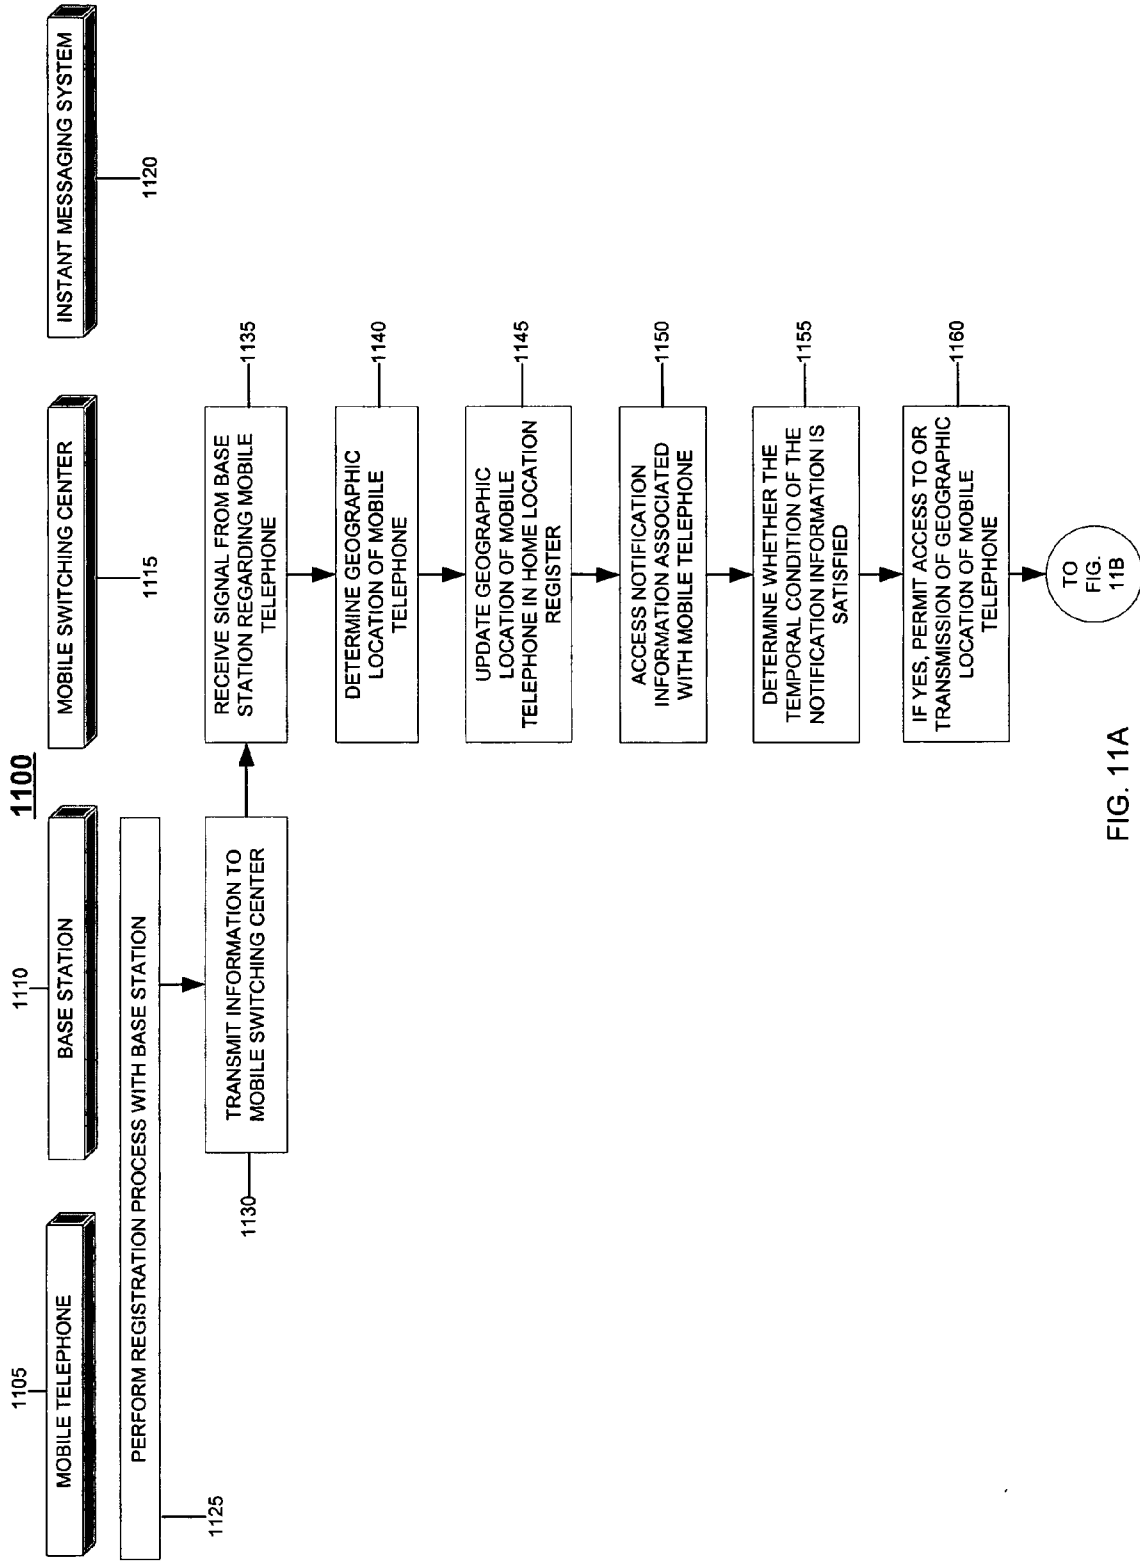 1100
1105
MOBILE TELEPHONE
1110
BASE STATION
MOBILE SWITCHING CENTER
1115
INSTANT MESSAGING SYSTEM
1120
PERFORM REGISTRATION PROCESS WITH BASE STATION
1125
TRANSMIT INFORMATION TO
MOBILE SWITCHING CENTER
1130
RECEIVE SIGNAL FROM BASE
STATION REGARDING MOBILE
TELEPHONE
1135
DETERMINE GEOGRAPHIC
LOCATION OF MOBILE
TELEPHONE
1140
UPDATE GEOGRAPHIC
LOCATION OF MOBILE
TELEPHONE IN HOME LOCATION
REGISTER
1145
ACCESS NOTIFICATION
INFORMATION ASSOCIATED
WITH MOBILE TELEPHONE
1150
DETERMINE WHETHER THE
TEMPORAL CONDITION OF THE
NOTIFICATION INFORMATION IS
SATISFIED
1155
IF YES, PERMIT ACCESS TO OR
TRANSMISSION OF GEOGRAPHIC
LOCATION OF MOBILE
TELEPHONE
1160
TO
FIG.
11B
FIG. 11A